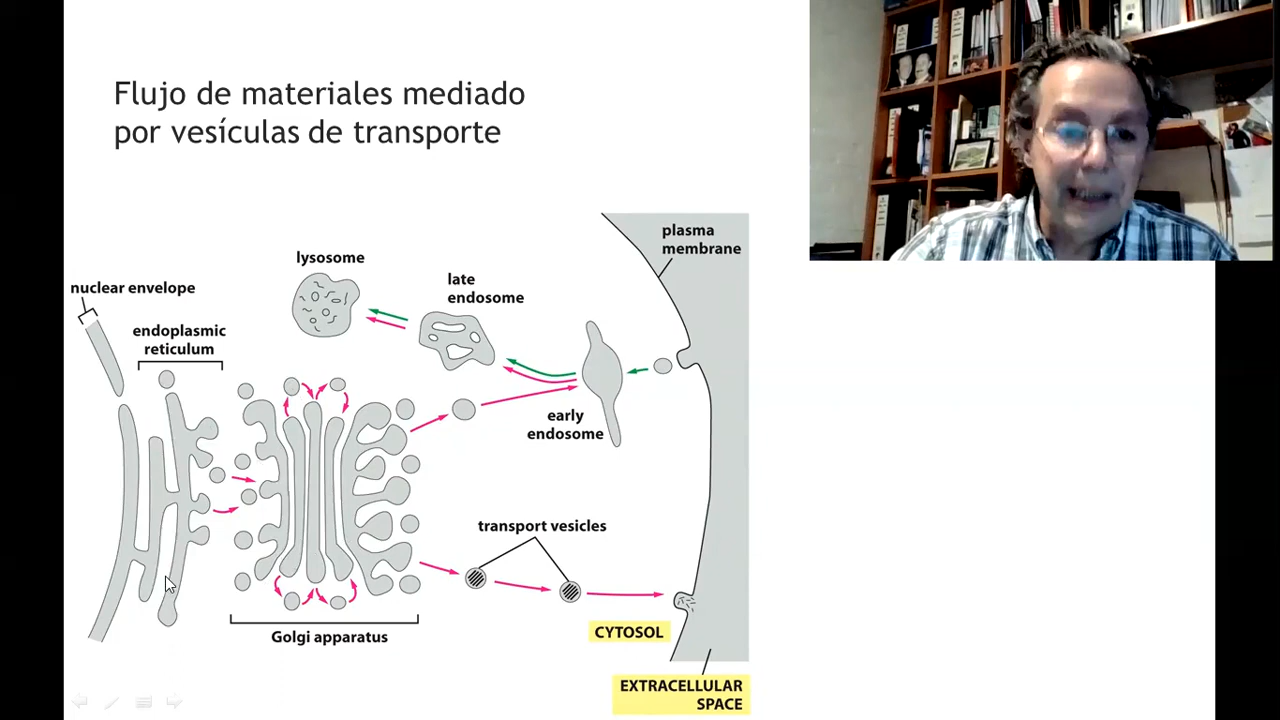 Flujo de materiales mediado
por vesículas de transporte
plasma
membrane
lysosome
late
endosome
nuclear envelope
endoplasmic
reticulum
early
endosome
transport vesicles
CYTOSOL
Golgi apparatus
EXTRACELLULAR
SPACE